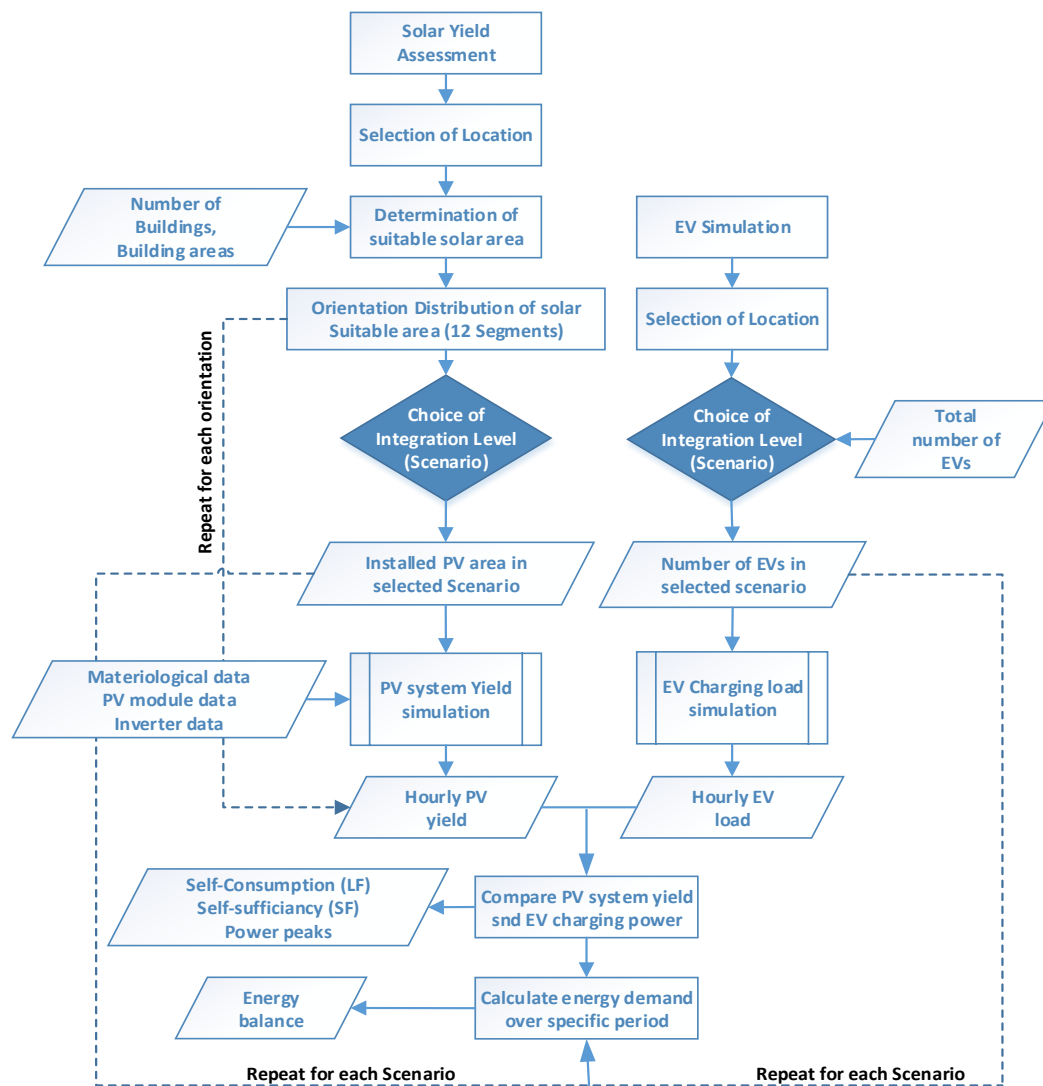 Solar Yield
Assessment
Selection of Location
Number of
Buildings,
Building areas
Determination of
suitable solar area
EV Simulation
Orientation Distribution of solar
Suitable area (12 Segments)
Selection of Location
Repeat for each orientation
Choice of
Integration Level
(Scenario)
Choice of
Integration Level
(Scenario)
Total
number of
EVs
Installed PV area in
selected Scenario
Number of EVs in
selected scenario
Materiological data
PV module data
Inverter data
PV system Yield
simulation
EV Charging load
simulation
Hourly PV
yield
Hourly EV
load
Self-Consumption (LF)
Self-sufficiancy (SF)
Power peaks
Compare PV system yield
snd EV charging power
Energy
balance
Calculate energy demand
over specific period
Repeat for each Scenario
Repeat for each Scenario